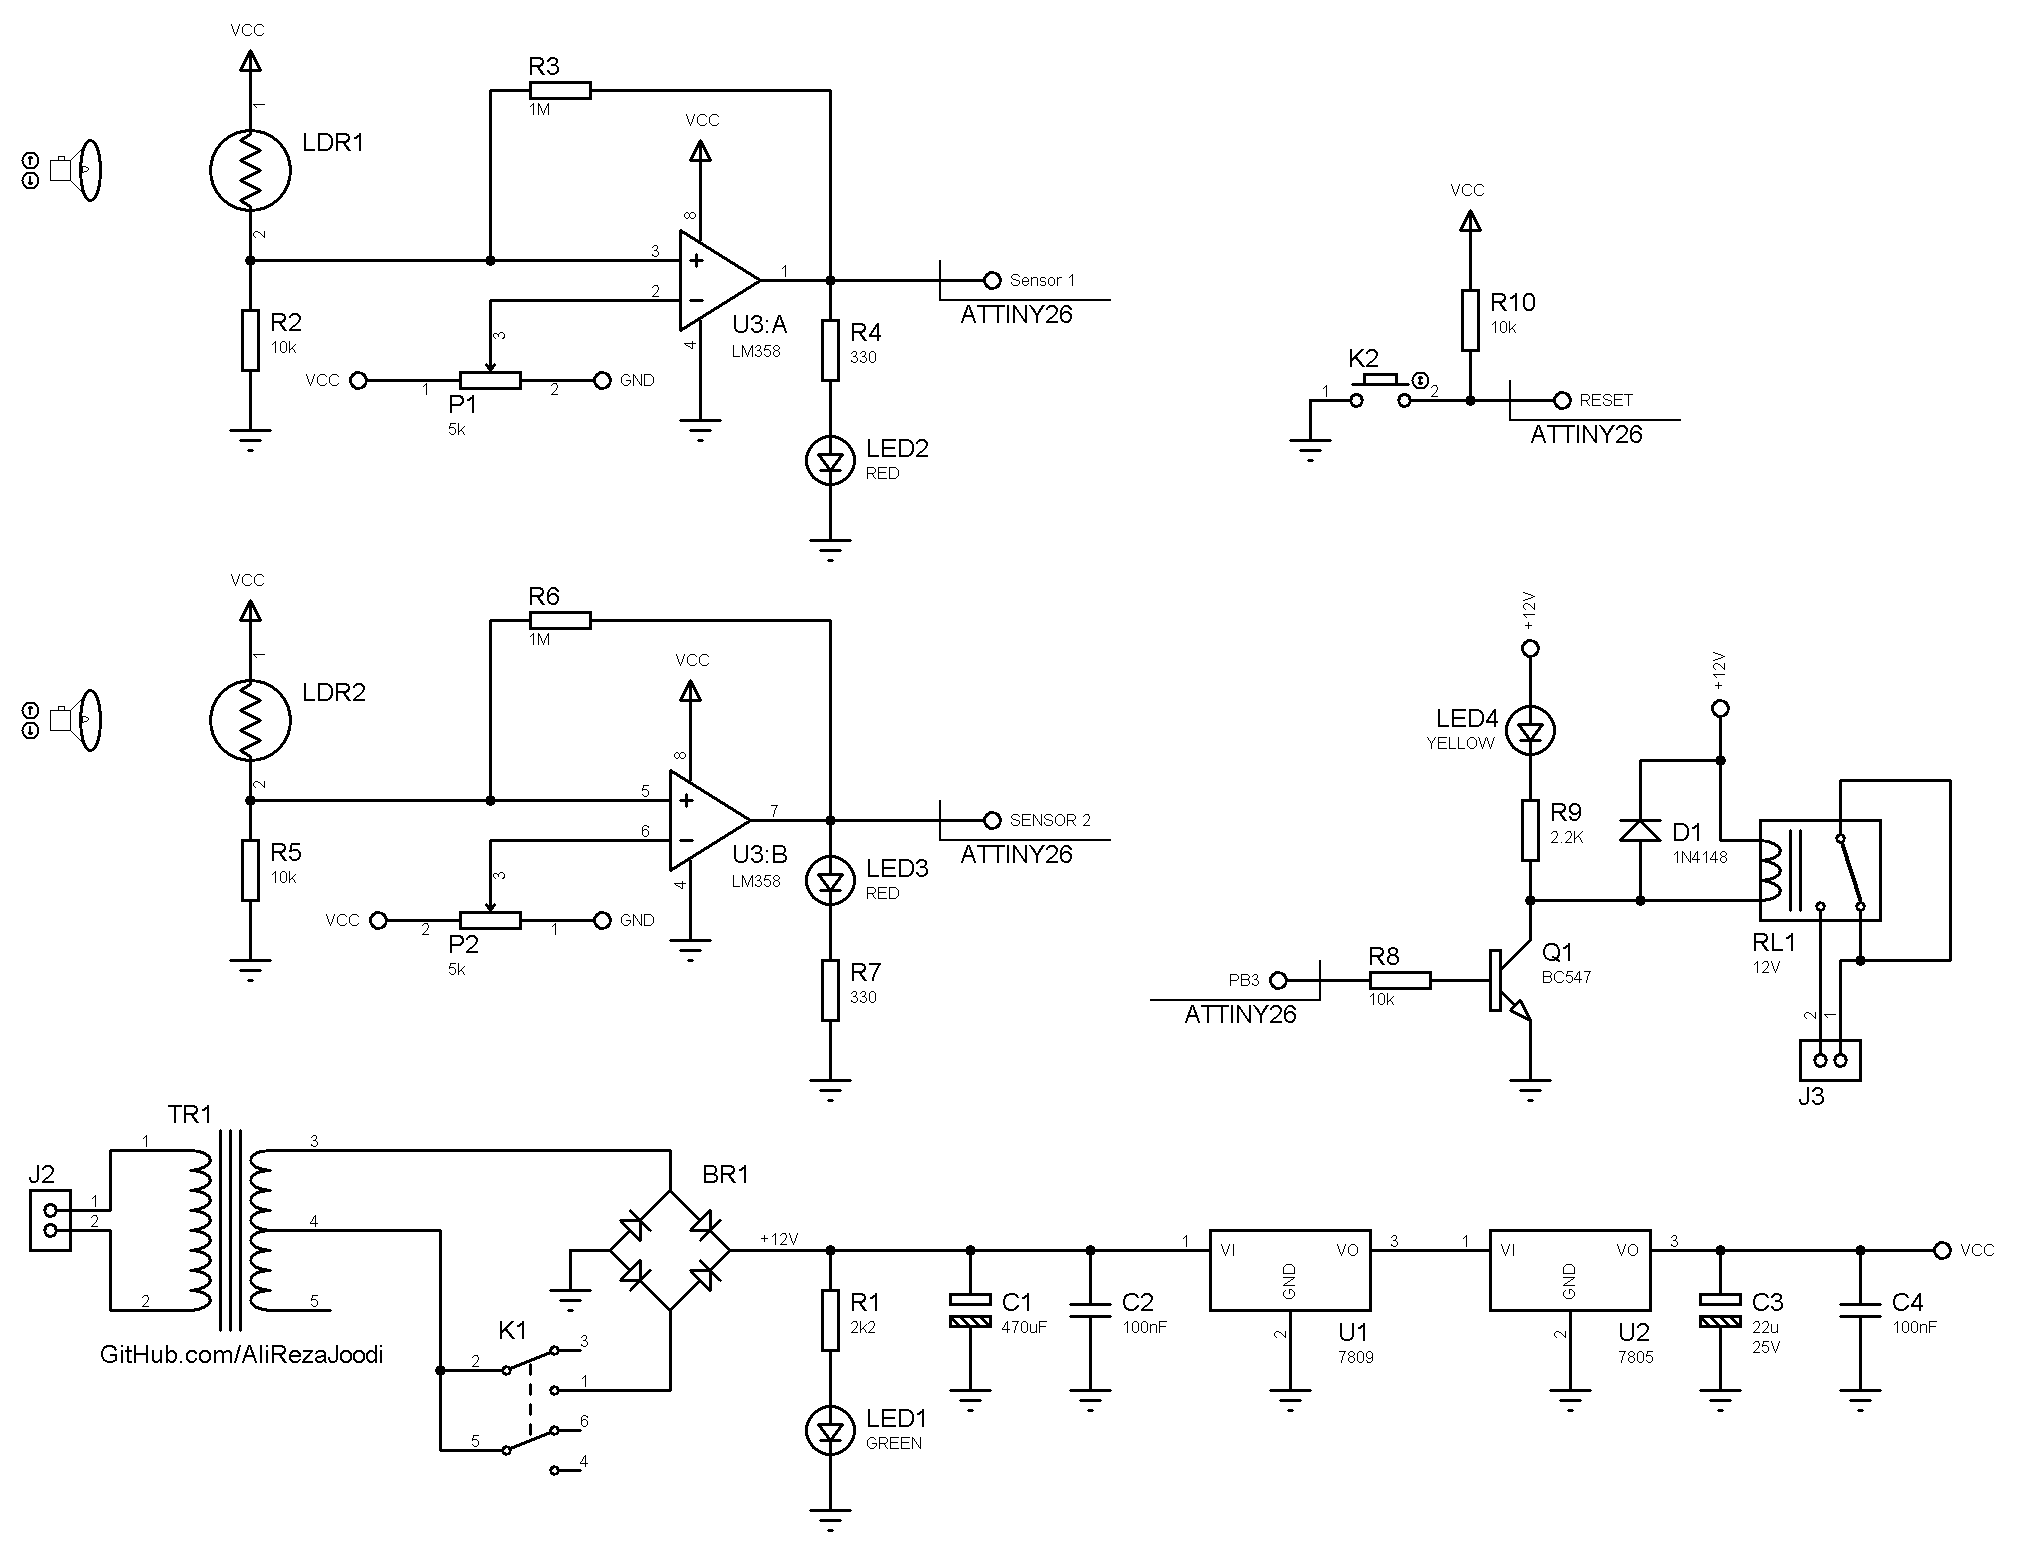 VCC
1
LDR1
2
R2
10k
R3
1M
VCC
8
3
2
1
4
U3:A
LM358
3
VCC
1
2
GND
P1
5k
Sensor 1
ATTINY26
R4
330
LED2
RED
VCC
R10
10k
K2
1
2
RESET
ATTINY26
VCC
1
LDR2
2
R5
10k
R6
1M
VCC
8
5
6
7
4
U3:B
LM358
3
VCC
2
1
GND
P2
5k
SENSOR 2
ATTINY26
LED3
RED
R7
330
+12V
LED4
YELLOW
R9
2.2K
+12V
D1
1N4148
RL1
12V
Q1
BC547
R8
10k
PB3
ATTINY26
2
1
J3
TR1
J2
1
2
1
2
3
4
5
GitHub.com/AliRezaJoodi
K1
2
3
1
5
6
4
BR1
+12V
R1
2k2
LED1
GREEN
C1
470uF
C2
100nF
1
VI
VO
3
GND
2
U1
7809
1
VI
VO
3
GND
2
U2
7805
C3
22u
25V
C4
100nF
VCC